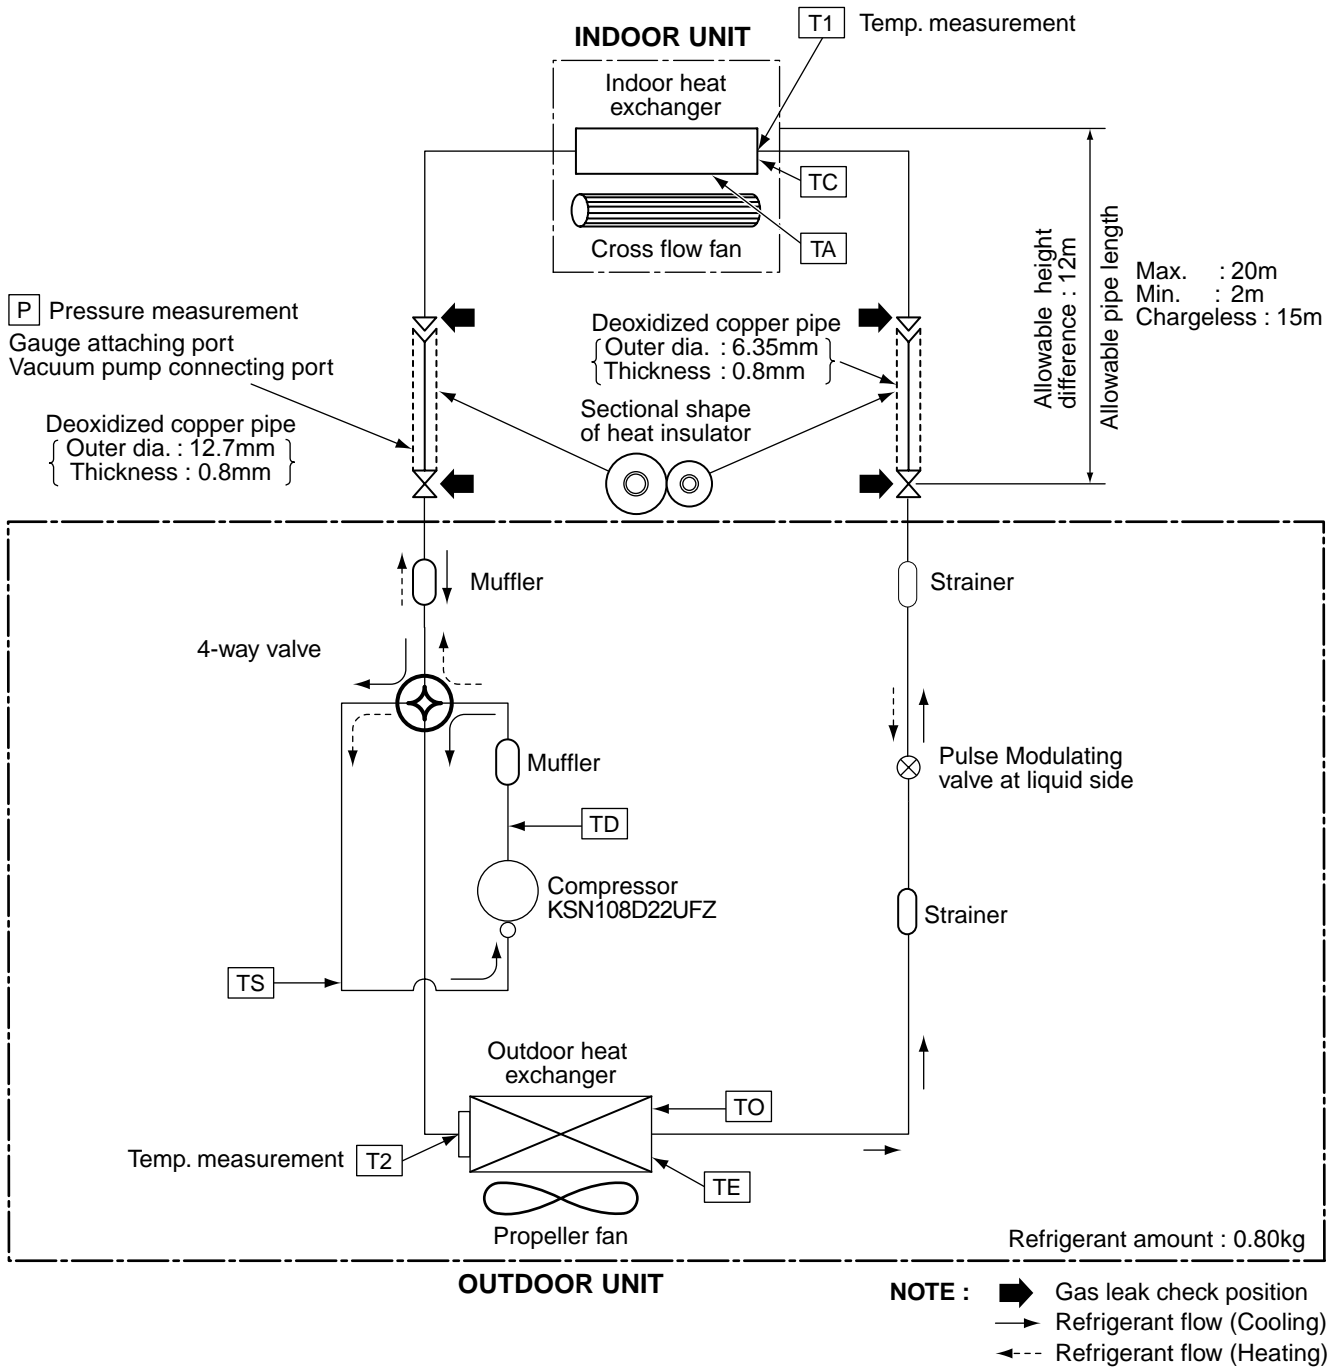 T1 Temp. measurement
INDOOR UNIT
Indoor heat
exchanger
TC
TA
Cross flow fan
Allowable height
difference : 12m
Allowable pipe length
Max. : 20m
Min. : 2m
Chargeless : 15m
P Pressure measurement
Gauge attaching port
Vacuum pump connecting port
Deoxidized copper pipe
Outer dia. : 12.7mm
Thickness : 0.8mm
Deoxidized copper pipe
Outer dia. : 6.35mm
Thickness : 0.8mm
Sectional shape
of heat insulator
Muffler
Strainer
4-way valve
Muffler
Pulse Modulating
valve at liquid side
TD
Compressor
KSN108D22UFZ
Strainer
TS
Outdoor heat
exchanger
TO
Temp. measurement T2
TE
Propeller fan
Refrigerant amount : 0.80kg
OUTDOOR UNIT
NOTE : Gas leak check position
Refrigerant flow (Cooling)
Refrigerant flow (Heating)